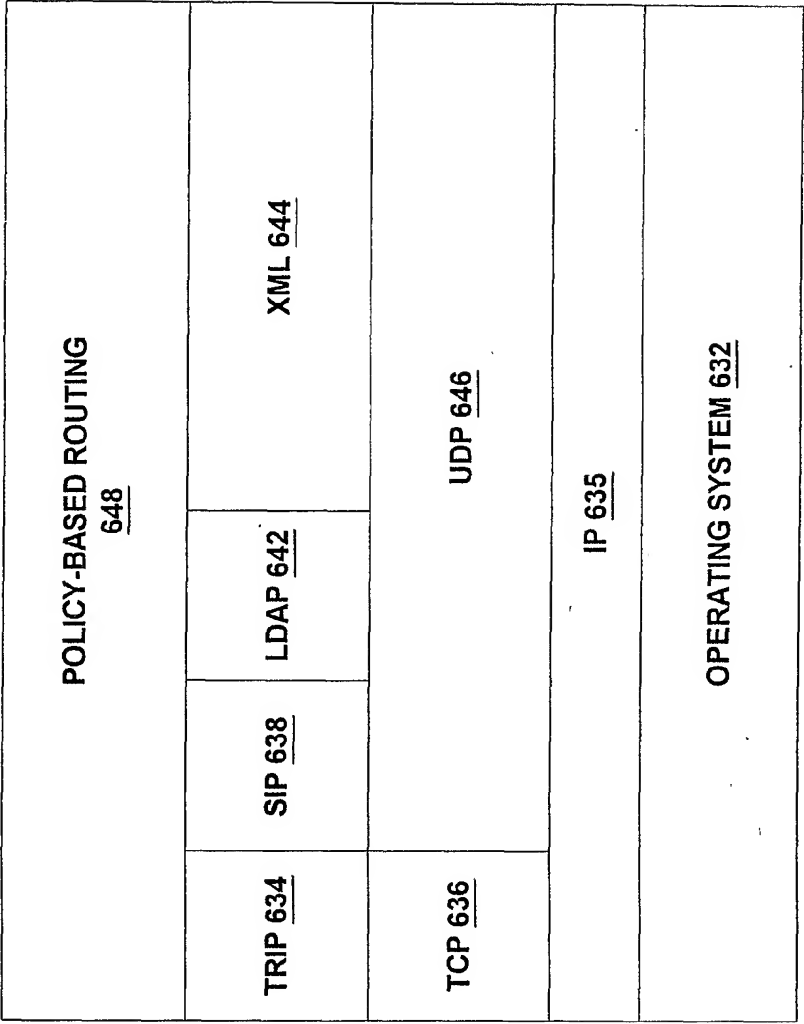 POLICY-BASED ROUTING
648
TRIP 634
SIP 638
LDAP 642
XML 644
TCP 636
UDP 646
IP 635
OPERATING SYSTEM 632